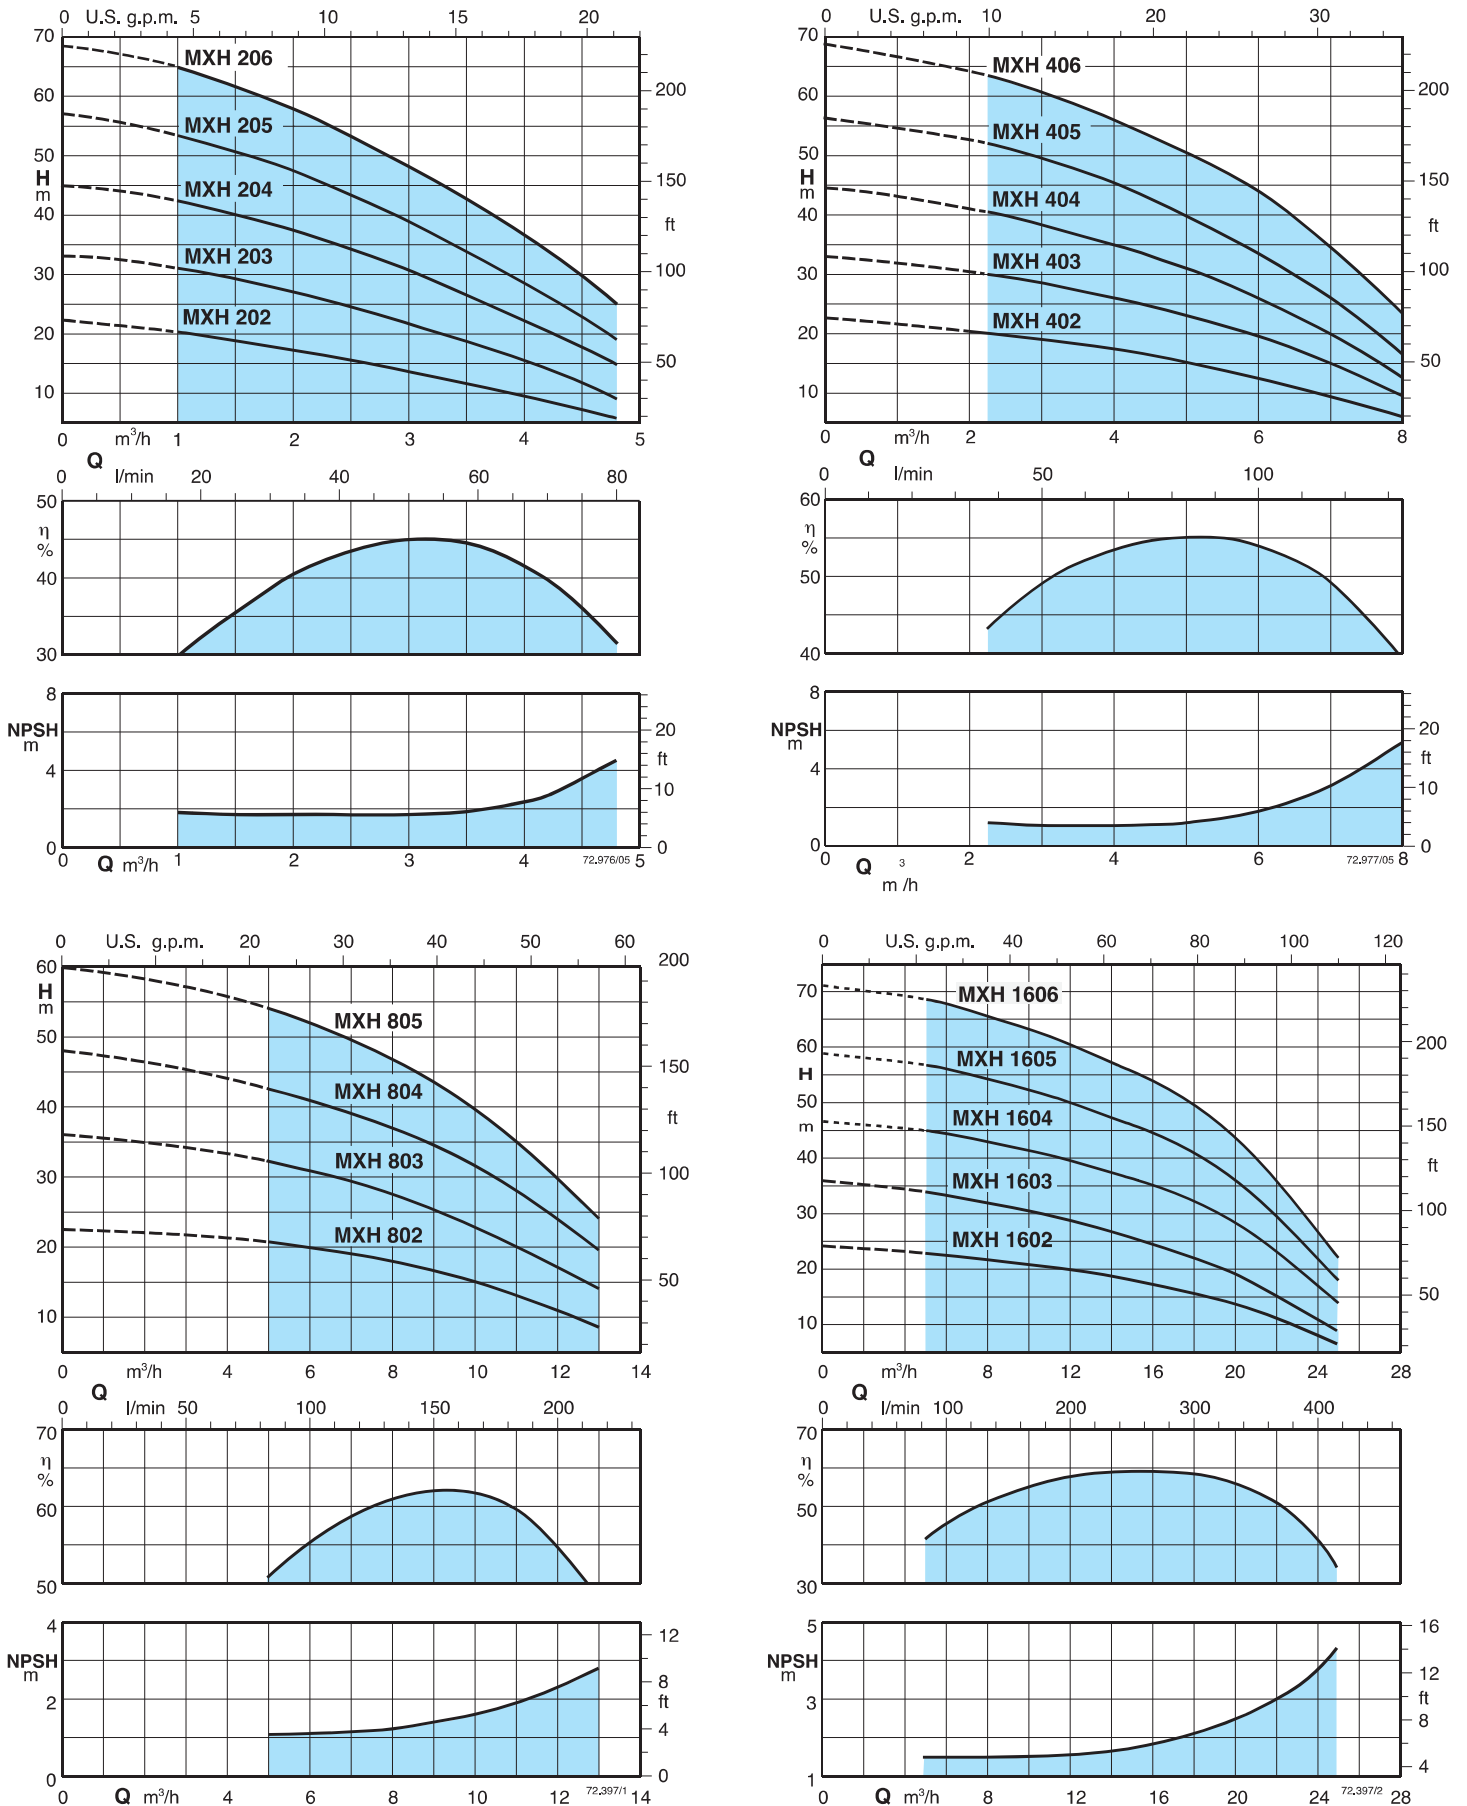 0 U.S. g.p.m. 5 10 15 20
70
60
50
H
m
40
30
20
10
200
150
ft
100
50
MXH 206
MXH 205
MXH 204
MXH 203
MXH 202
0 m³/h 1 2 3 4 5
Q
0 l/min 20 40 60 80
50
η
%
40
30
8
NPSH
m
4
0
20
ft
10
0
72.976/05
0 Q m³/h 1 2 3 4 5
0 U.S. g.p.m. 10 20 30
70
60
50
H
m
40
30
20
10
200
150
ft
100
50
MXH 406
MXH 405
MXH 404
MXH 403
MXH 402
0 m³/h 2 4 6 8
Q
0 l/min 50 100
60
η
%
50
40
8
NPSH
m
4
0
20
ft
10
0
72.977/05
0 Q 3 2 4 6 8
m /h
0 U.S. g.p.m. 20 30 40 50 60
60
H
m
50
40
30
20
10
200
150
ft
100
50
MXH 805
MXH 804
MXH 803
MXH 802
0 m³/h 4 6 8 10 12 14
Q
0 l/min 50 100 150 200
70
η
%
60
50
4
NPSH
m
2
0
12
8
ft
4
0
72.397/1
0 Q m³/h 4 6 8 10 12 14
0 U.S. g.p.m. 40 60 80 100 120
70
60
H
50
m
40
30
20
10
200
150
ft
100
50
MXH 1606
MXH 1605
MXH 1604
MXH 1603
MXH 1602
0 m³/h 8 12 16 20 24 28
Q
0 l/min 100 200 300 400
70
η
%
50
30
5
NPSH
m
3
1
16
12
ft
8
4
72.397/2
0 Q m³/h 8 12 16 20 24 28